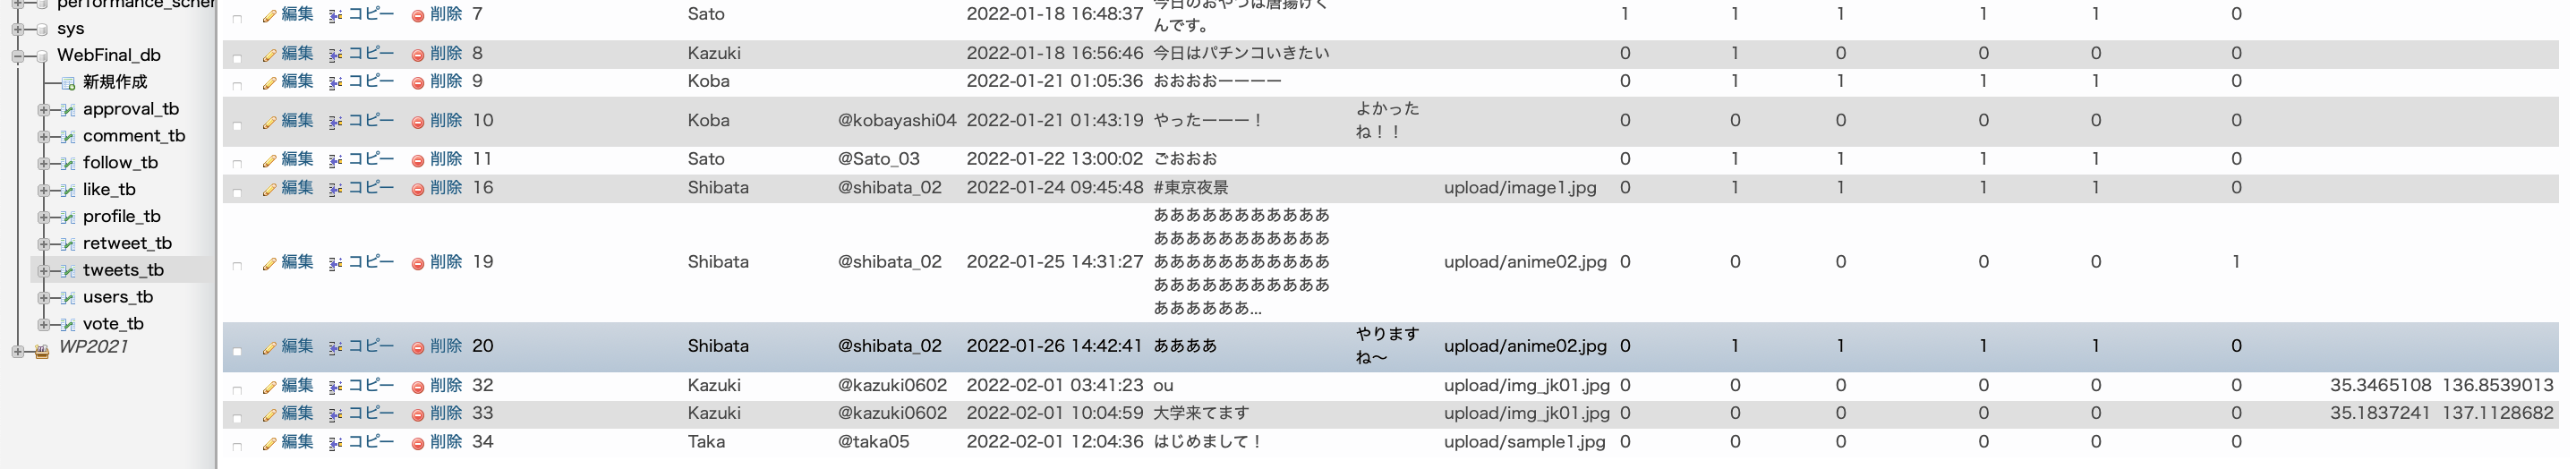 performance_scher
sys
WebFinal_db
新規作成
approval_tb
comment_tb
follow_tb
like_tb
profile_tb
retweet_tb
tweets_tb
users_tb
vote_tb
WP2021
編集 コピー 削除 7 Sato 2022-01-18 16:48:37 今日のおやつは唐揚げく 1 1 1 1 1 0
んです。
編集 コピー 削除 8 Kazuki 2022-01-18 16:56:46 今日はパチンコいきたい 0 1 0 0 0 0
編集 コピー 削除 9 Koba 2022-01-21 01:05:36 おおおおーーーー 0 1 1 1 1 0
編集 コピー 削除 10 Koba @kobayashi04 2022-01-21 01:43:19 やったーーー！ よかった 0 0 0 0 0 0
ね！！
編集 コピー 削除 11 Sato @Sato_03 2022-01-22 13:00:02 ごおおお 0 1 1 1 1 0
編集 コピー 削除 16 Shibata @shibata_02 2022-01-24 09:45:48 #東京夜景 upload/image1.jpg 0 1 1 1 1 0
あああああああああああ
あああああああああああ
編集 コピー 削除 19 Shibata @shibata_02 2022-01-25 14:31:27 あああああああああああ upload/anime02.jpg 0 0 0 0 0 1
あああああああああああ
ああああああ...
編集 コピー 削除 20 Shibata @shibata_02 2022-01-26 14:42:41 ああああ やります upload/anime02.jpg 0 1 1 1 1 0
ね～
編集 コピー 削除 32 Kazuki @kazuki0602 2022-02-01 03:41:23 ou upload/img_jk01.jpg 0 0 0 0 0 0 35.3465108 136.8539013
編集 コピー 削除 33 Kazuki @kazuki0602 2022-02-01 10:04:59 大学来てます upload/img_jk01.jpg 0 0 0 0 0 0 35.1837241 137.1128682
編集 コピー 削除 34 Taka @taka05 2022-02-01 12:04:36 はじめまして！ upload/sample1.jpg 0 0 0 0 0 0